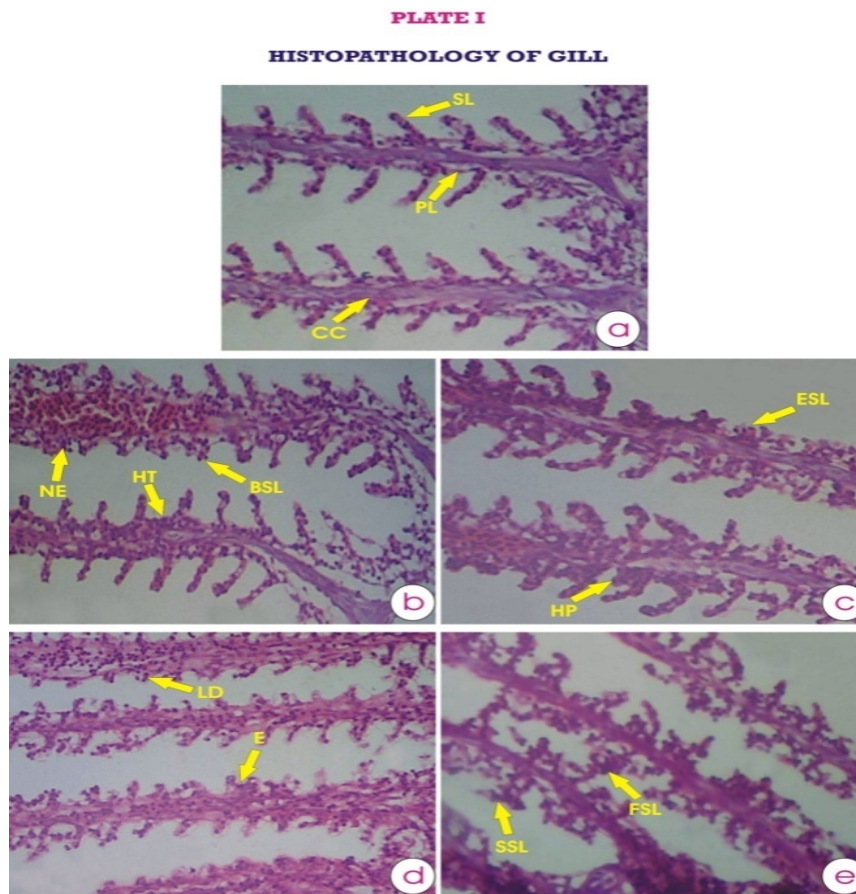 PLATE I
HISTOPATHOLOGY OF GILL
SL
PL
CC
a
NE
HT
BSL
b
ESL
HP
c
LD
E
d
FSL
SSL
e